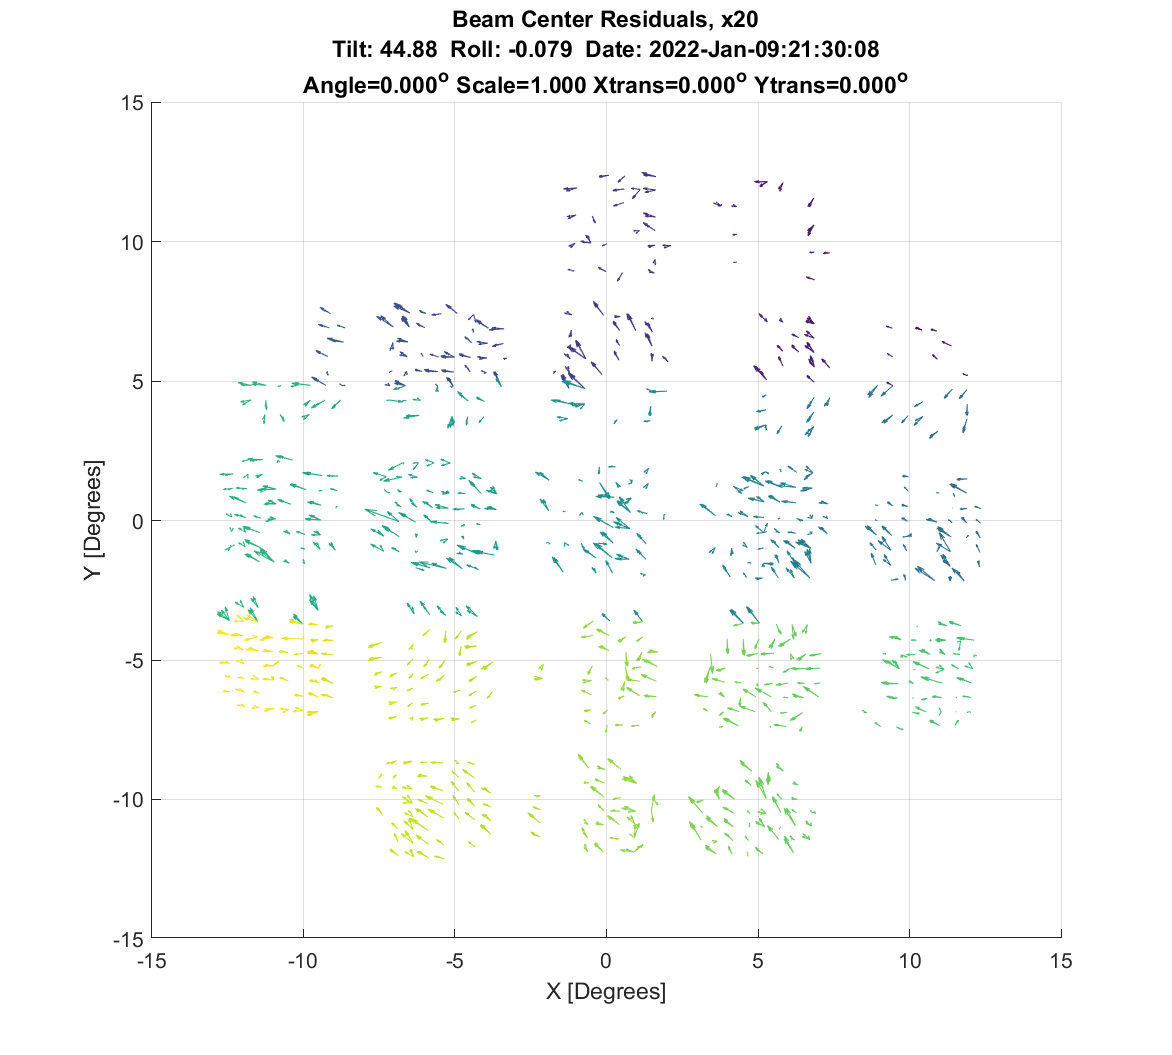 Beam Center Residuals, x20
Tilt: 44.88 Roll: -0.079 Date: 2022-Jan-09:21:30:08
Angle=0.000° Scale=1.000 Xtrans=0.000° Ytrans=0.000°
15
10
5
0
-5
-10
-15
Y [Degrees]
-15 -10 -5 0 5 10 15
X [Degrees]